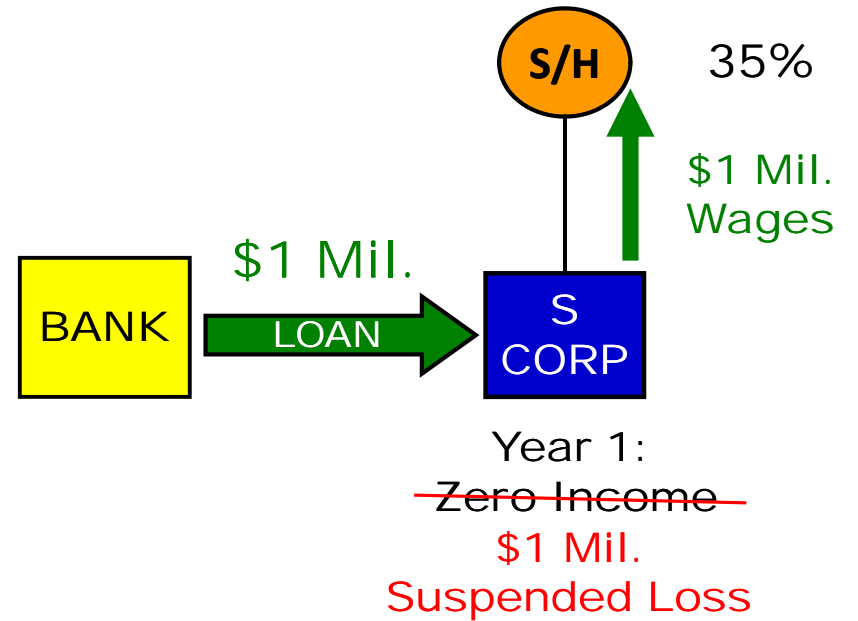 S/H
35%
$1 Mil.
Wages
$1 Mil.
BANK
LOAN
S
CORP
Year 1:
Zero Income
$1 Mil.
Suspended Loss